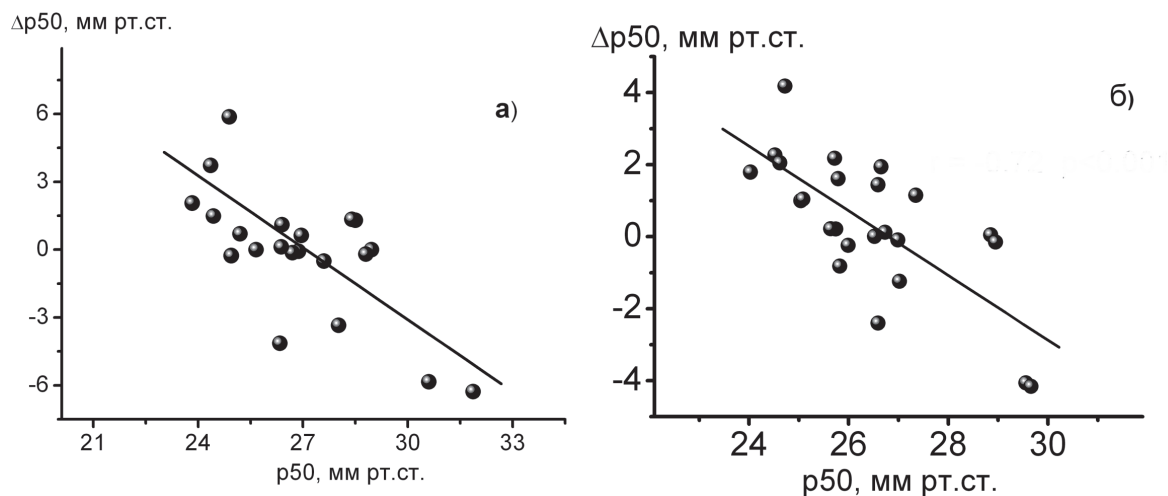 Δp50, мм рт.ст.
а)
6
3
0
-3
-6
21 24 27 30 33
p50, мм рт.ст.
Δp50, мм рт.ст.
б)
4
2
0
-2
-4
24 26 28 30
p50, мм рт.ст.